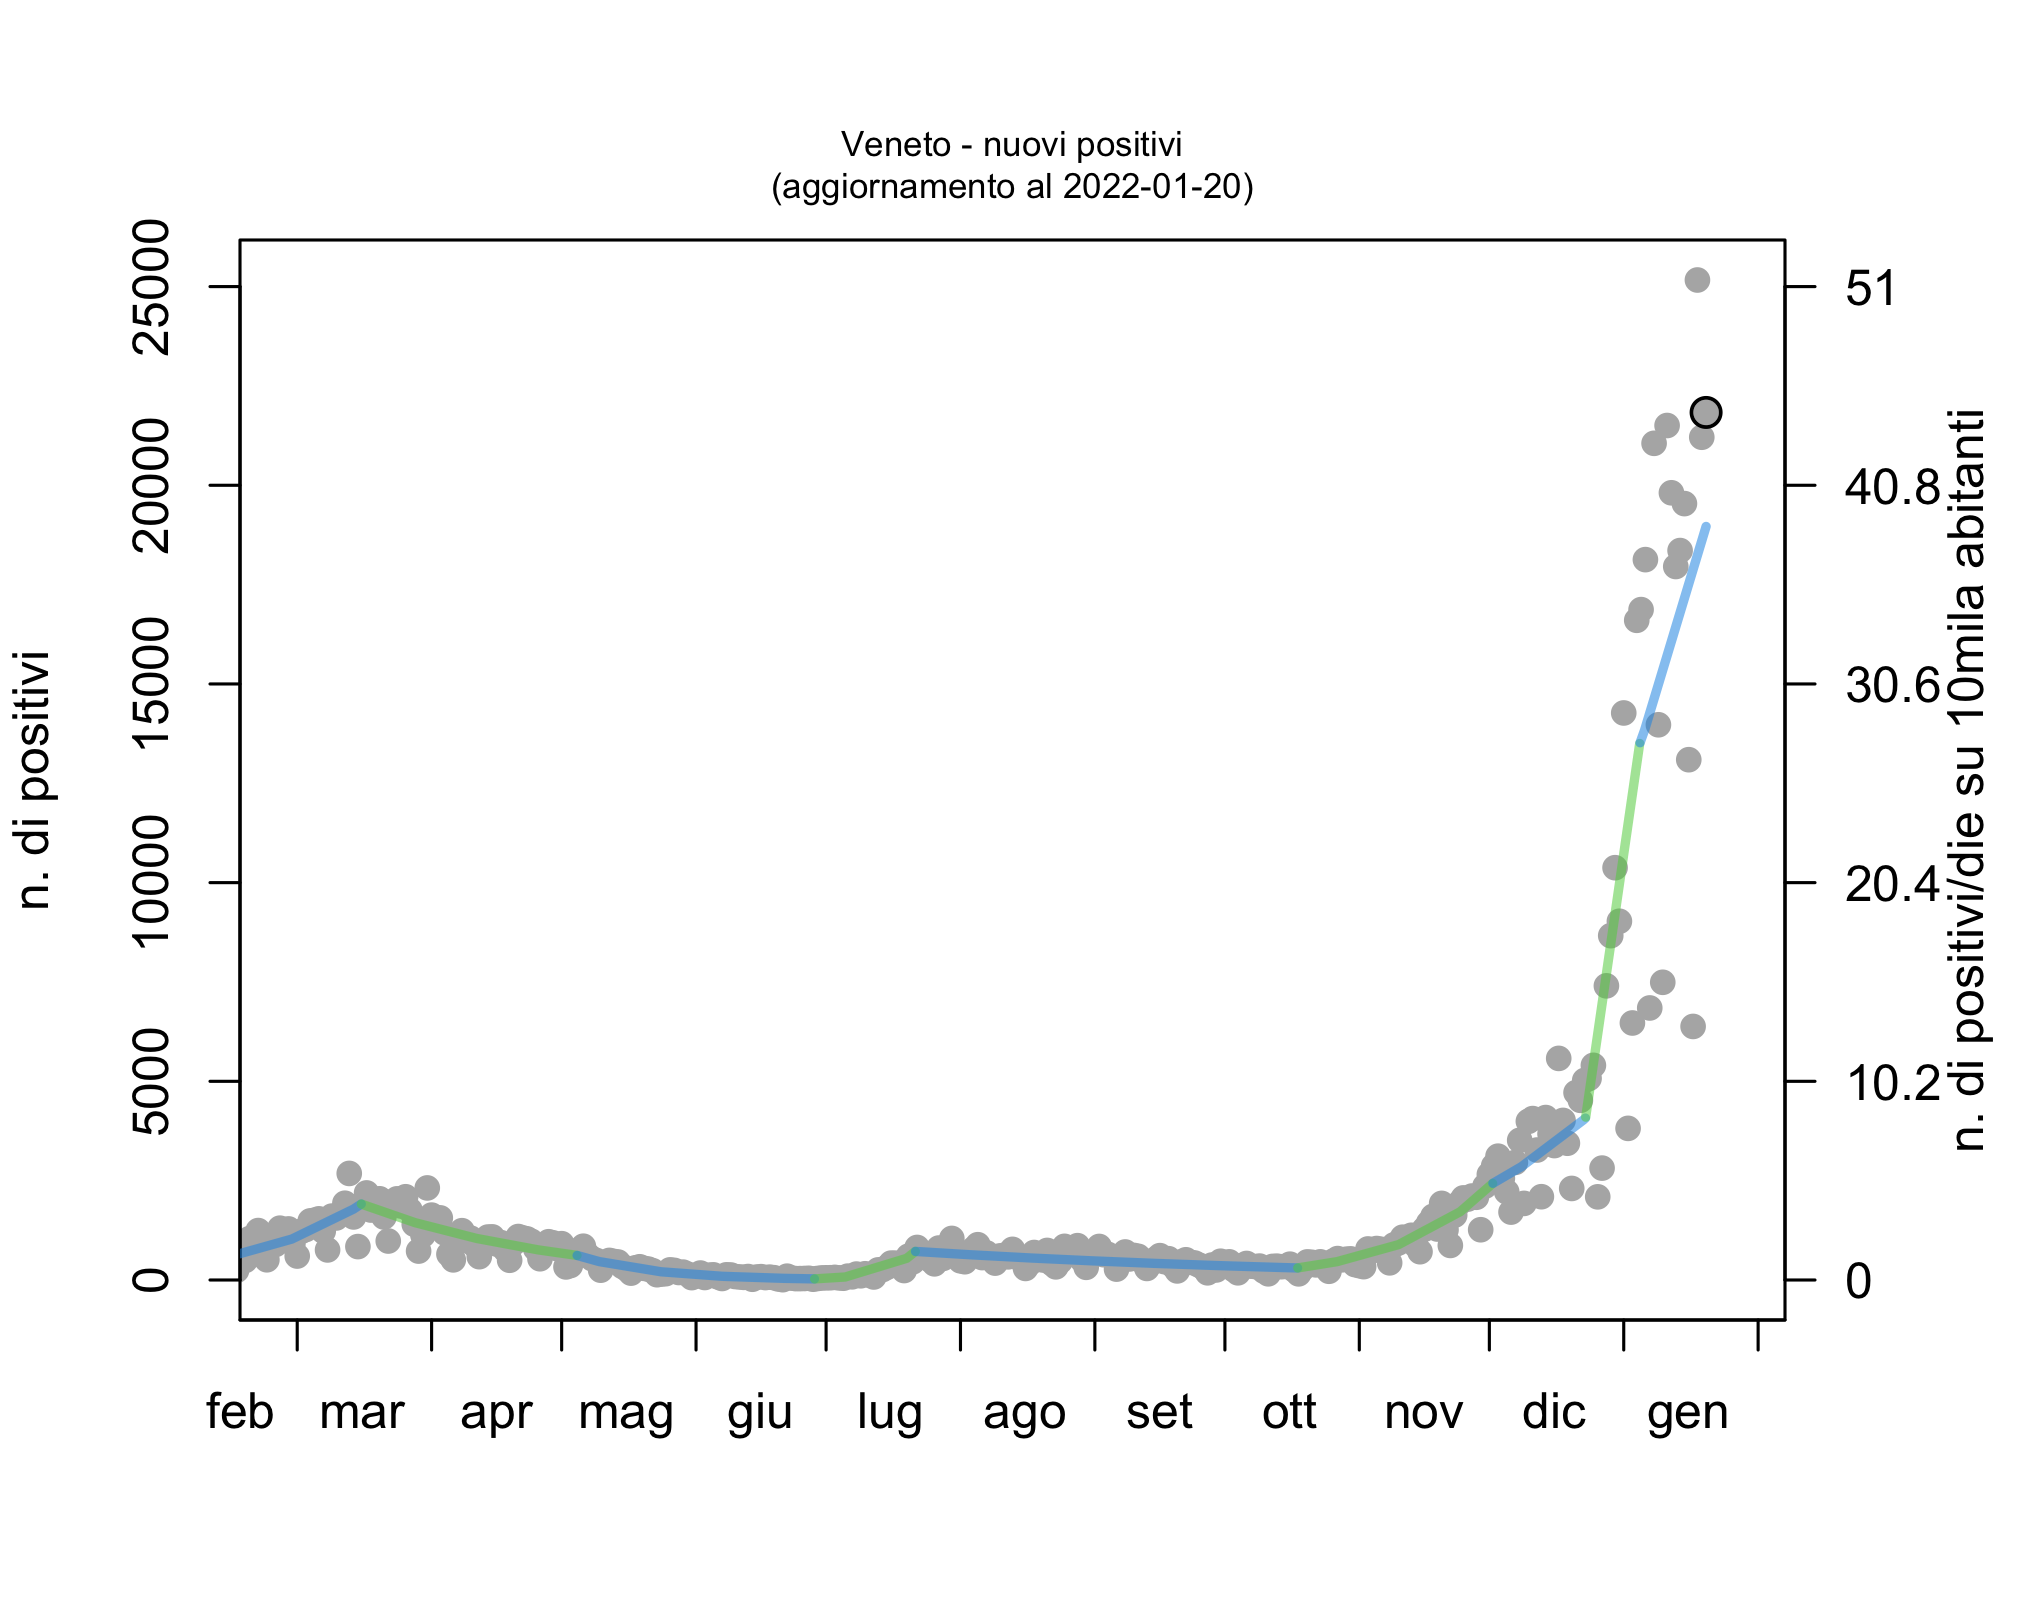 Veneto - nuovi positivi
(aggiornamento al 2022-01-20)
n. di positivi
25000
20000
15000
10000
5000
0
51
40.8
30.6
20.4
10.2
0
n. di positivi/die su 10mila abitanti
feb mar apr mag giu lug ago set ott nov dic gen